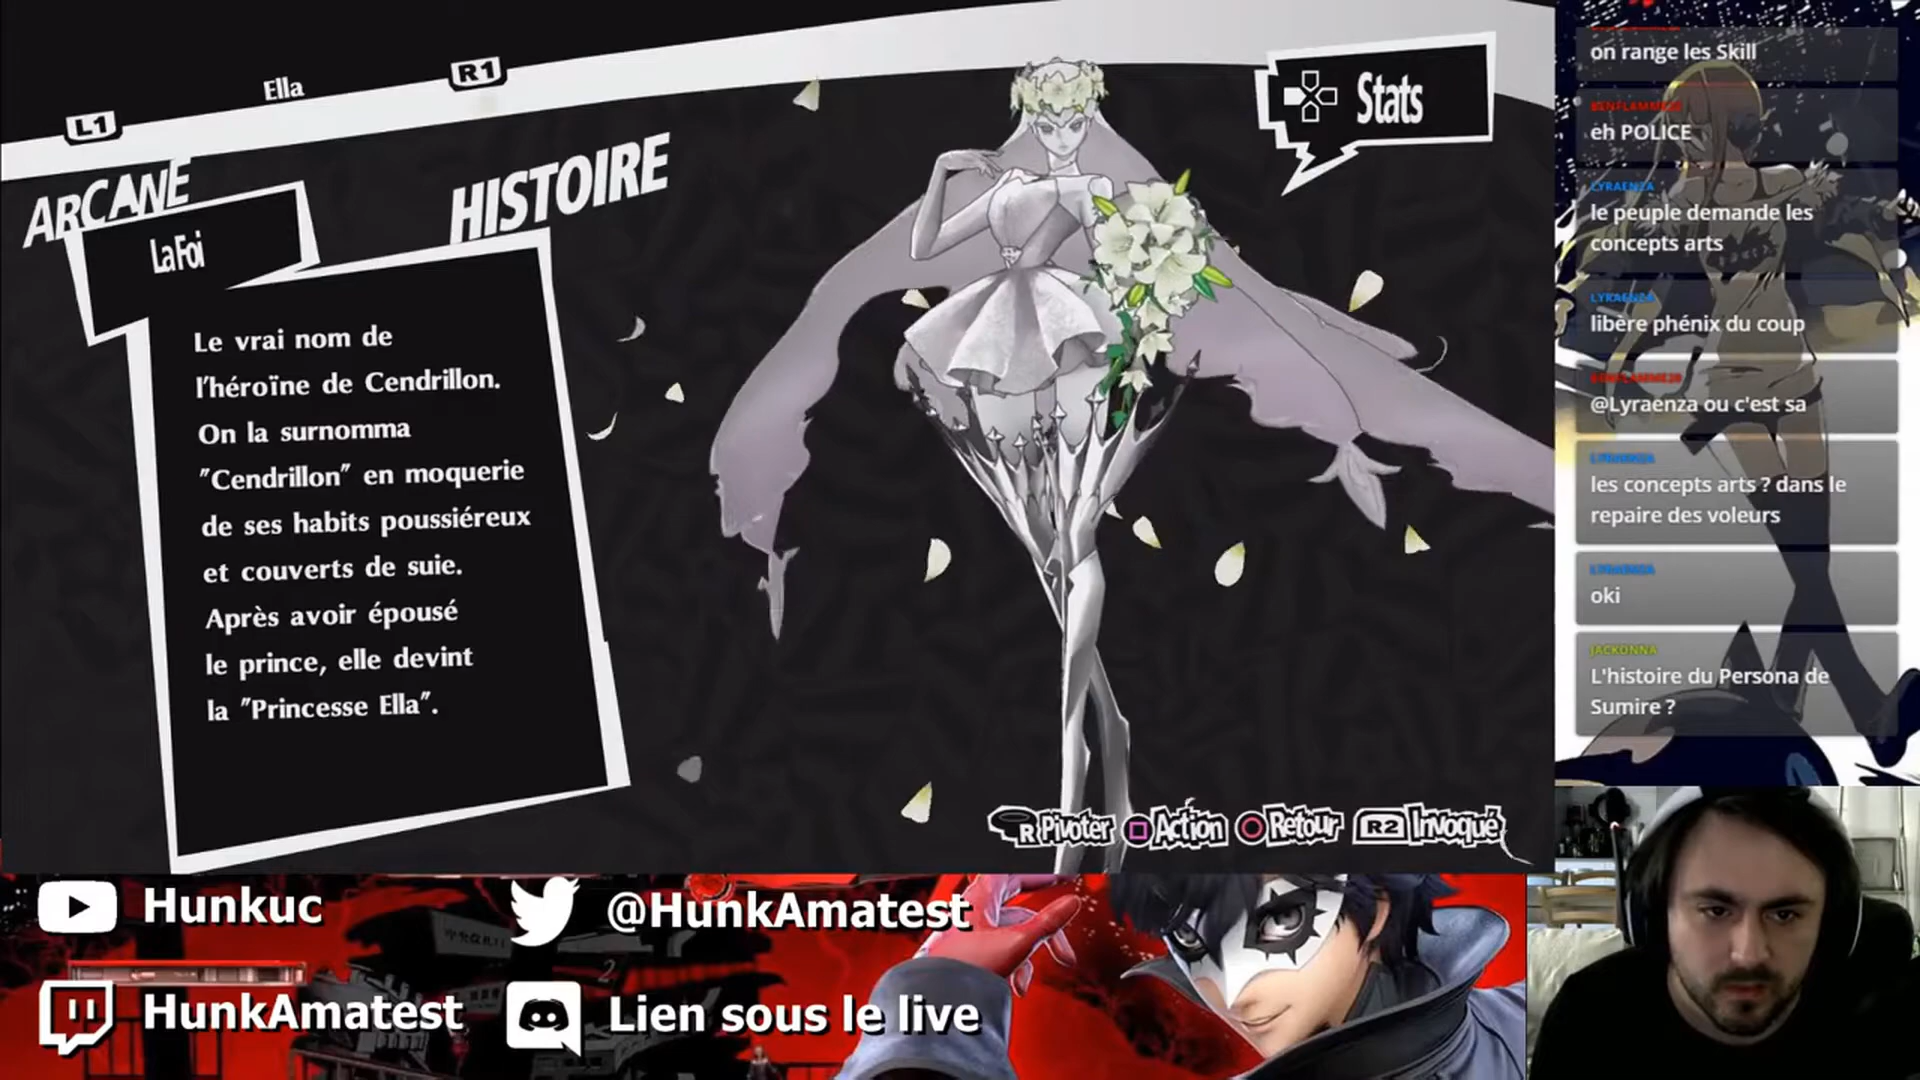 L1
Ella
R1
Stats
ARCANE
La Foi
HISTOIRE
Le vrai nom de
l'héroïne de Cendrillon.
On la surnomma
"Cendrillon" en moquerie
de ses habits poussiéreux
et couverts de suie.
Après avoir épousé
le prince, elle devint
la "Princesse Ella".
R Pivoter Action Retour R2 Invoqué
on range les Skill
eh POLICE
LYRAENZA
le peuple demande les
concepts arts
LYRAENZA
libère phénix du coup
@Lyraenza ou c'est sa
LYRAENZA
les concepts arts ? dans le
repaire des voleurs
LYRAENZA
oki
JACKONNA
L'histoire du Persona de
Sumire ?
Hunkuc
@HunkAmatest
HunkAmatest
Lien sous le live